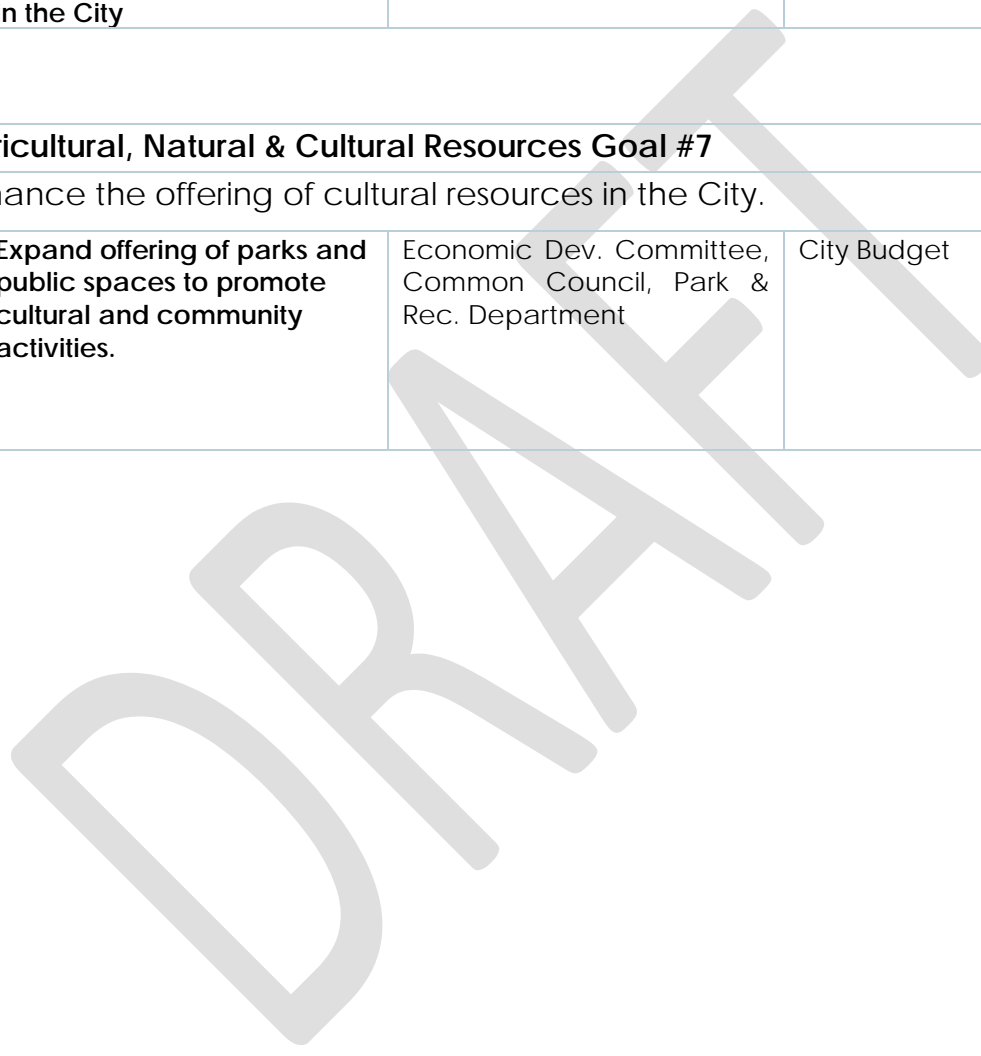 n the City
ricultural, Natural & Cultural Resources Goal #7
ance the offering of cultural resources in the City.
Expand offering of parks and
public spaces to promote
cultural and community
activities.
Economic Dev. Committee,
Common Council, Park &
Rec. Department
City Budget
DRAFT